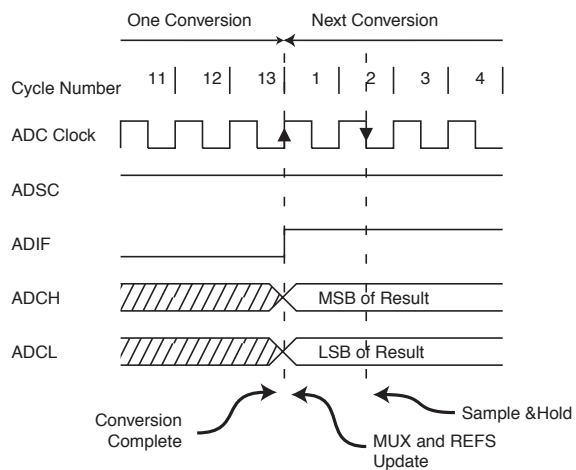 One Conversion
Next Conversion
Cycle Number
11
12
13
1
2
3
4
ADC Clock
ADSC
ADIF
ADCH
MSB of Result
ADCL
LSB of Result
Conversion
Complete
MUX and REFS
Update
Sample &Hold